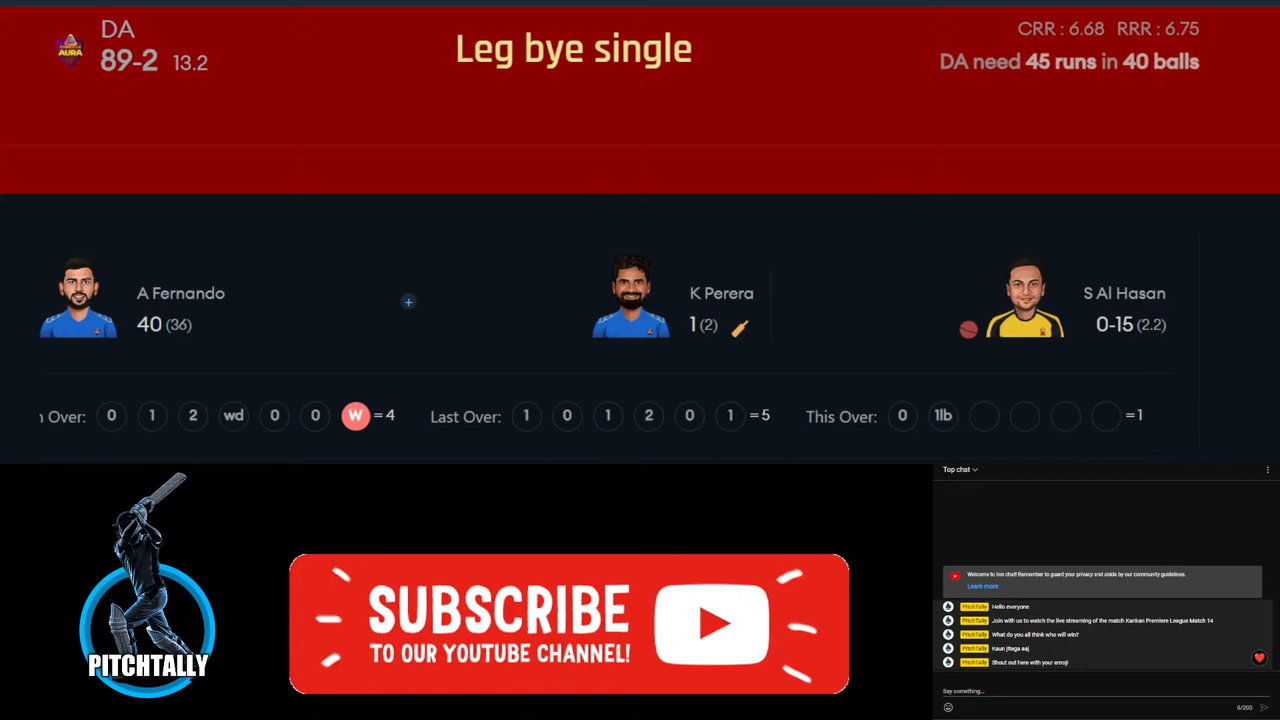 DA
89-2 13.2
AURA
Leg bye single
CRR : 6.68 RRR : 6.75
DA need 45 runs in 40 balls
A Fernando
40 (36)
K Perera
1 (2)
S Al Hasan
0-15 (2.2)
Over: 0 1 2 wd 0 0 W = 4
Last Over: 1 0 1 2 0 1 = 5
This Over: 0 1lb = 1
PITCHTALLY
SUBSCRIBE
TO OUR YOUTUBE CHANNEL!
Top chat
Welcome to live chat! Remember to guard your privacy and abide by our community guidelines.
Learn more
PitchTally Hello everyone
PitchTally Join with us to watch the live streaming of the match Kankan Premiere League Match 14
PitchTally What do you all think who will win?
PitchTally Kaun jitega aaj
PitchTally Shout out here with your emoji
Say something...
0/200